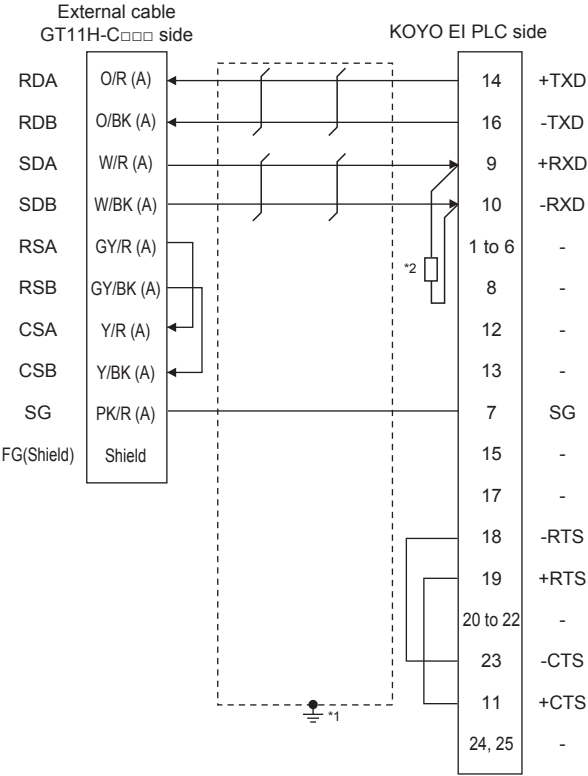 External cable
GT11H-C□□□ side
KOYO EI PLC side
RDA O/R (A) 14 +TXD
RDB O/BK (A) 16 -TXD
SDA W/R (A) 9 +RXD
SDB W/BK (A) 10 -RXD
RSA GY/R (A) 1 to 6 -
*2
RSB GY/BK (A) 8 -
CSA Y/R (A) 12 -
CSB Y/BK (A) 13 -
SG PK/R (A) 7 SG
FG(Shield) Shield 15 -
17 -
18 -RTS
19 +RTS
20 to 22 -
23 -CTS
11 +CTS
*1
24, 25 -